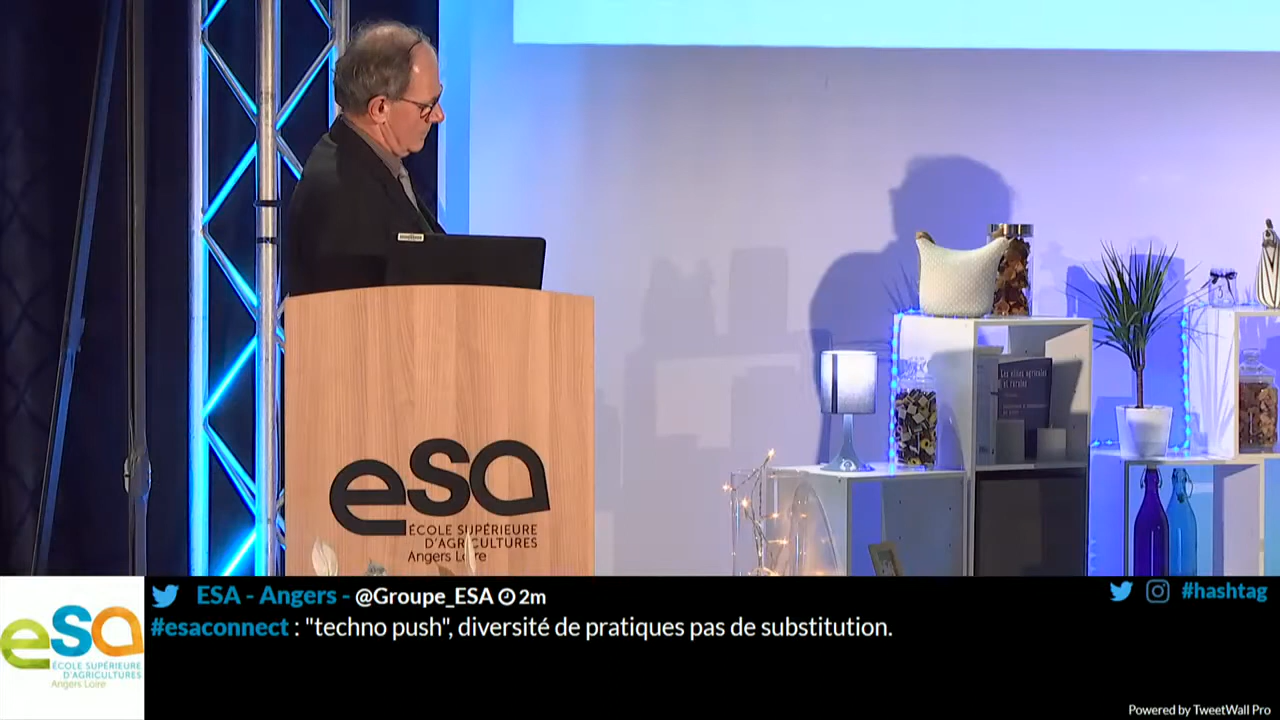 esa
ÉCOLE SUPÉRIEURE
D'AGRICULTURES
Angers Loire
esa
ÉCOLE SUPÉRIEURE
D'AGRICULTURES
Angers Loire
ESA - Angers - @Groupe_ESA 2m
#esaconnect : "techno push", diversité de pratiques pas de substitution.
#hashtag
Powered by TweetWall Pro